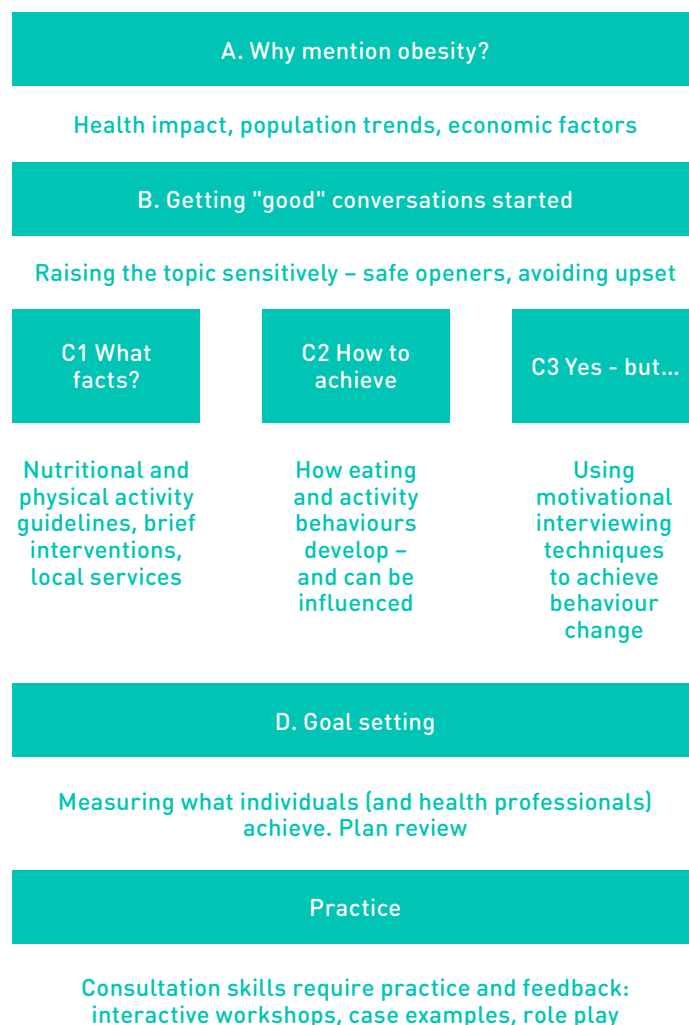 A. Why mention obesity?
Health impact, population trends, economic factors
B. Getting "good" conversations started
Raising the topic sensitively – safe openers, avoiding upset
C1 What
facts?
Nutritional and
physical activity
guidelines, brief
interventions,
local services
C2 How to
achieve
How eating
and activity
behaviours
develop –
and can be
influenced
C3 Yes - but...
Using
motivational
interviewing
techniques
to achieve
behaviour
change
D. Goal setting
Measuring what individuals (and health professionals)
achieve. Plan review
Practice
Consultation skills require practice and feedback:
interactive workshops, case examples, role play